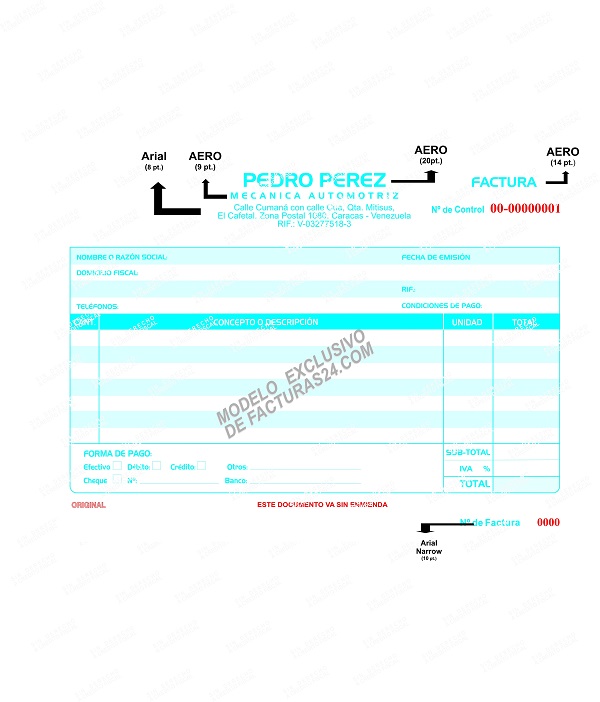 Arial
(8 pt.)
AERO
(9 pt.)
AERO
(20pt.)
AERO
(14 pt.)
PEDRO PEREZ
MECANICA AUTOMOTRIZ
FACTURA
Calle Cumaná con calle Cua, Qta. Mitisus,
El Cafetal, Zona Postal 1080, Caracas - Venezuela
RIF.: V-03277518-3
Nº de Control 00-00000001
NOMBRE O RAZÓN SOCIAL:
FECHA DE EMISIÓN:
DOMICILIO FISCAL:
RIF.:
TELÉFONOS:
CONDICIONES DE PAGO:
CANT. CONCEPTO O DESCRIPCIÓN UNIDAD TOTAL
MODELO EXCLUSIVO
DE FACTURAS24.COM
FORMA DE PAGO:
SUB-TOTAL
Efectivo Débito Crédito Otros:
IVA %
Cheque Nº: Banco:
TOTAL
ORIGINAL
ESTE DOCUMENTO VA SIN ENMIENDA
Nº de Factura 0000
Arial
Narrow
(10 pt.)